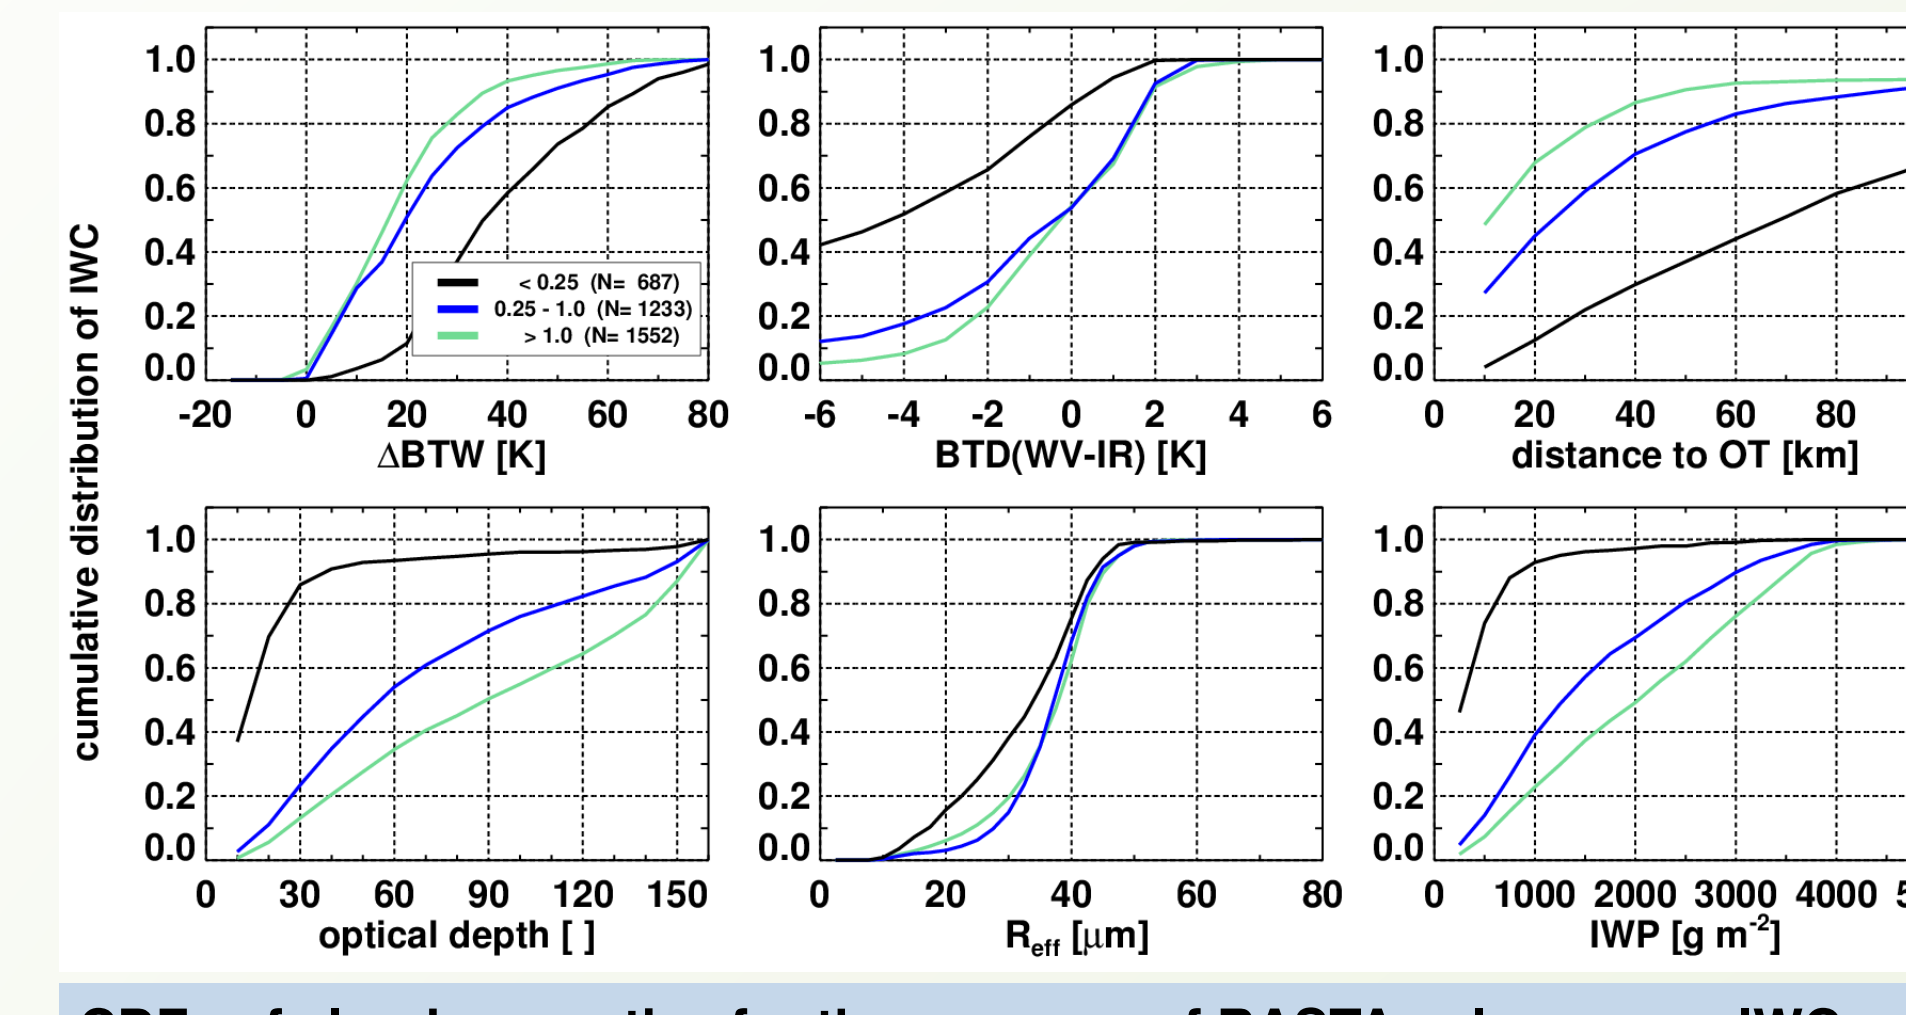 cumulative distribution of IWC
1.0
0.8
0.6
0.4
0.2
0.0
-20 0 20 40 60 80
ΔBTW [K]
< 0.25 (N= 687)
0.25 - 1.0 (N= 1233)
> 1.0 (N= 1552)
1.0
0.8
0.6
0.4
0.2
0.0
-6 -4 -2 0 2 4 6
BTD(WV-IR) [K]
1.0
0.8
0.6
0.4
0.2
0.0
0 20 40 60 80
distance to OT [km]
1.0
0.8
0.6
0.4
0.2
0.0
0 30 60 90 120 150
optical depth [ ]
1.0
0.8
0.6
0.4
0.2
0.0
0 20 40 60 80
Reff [μm]
1.0
0.8
0.6
0.4
0.2
0.0
0 1000 2000 3000 4000
IWP [g m-2]